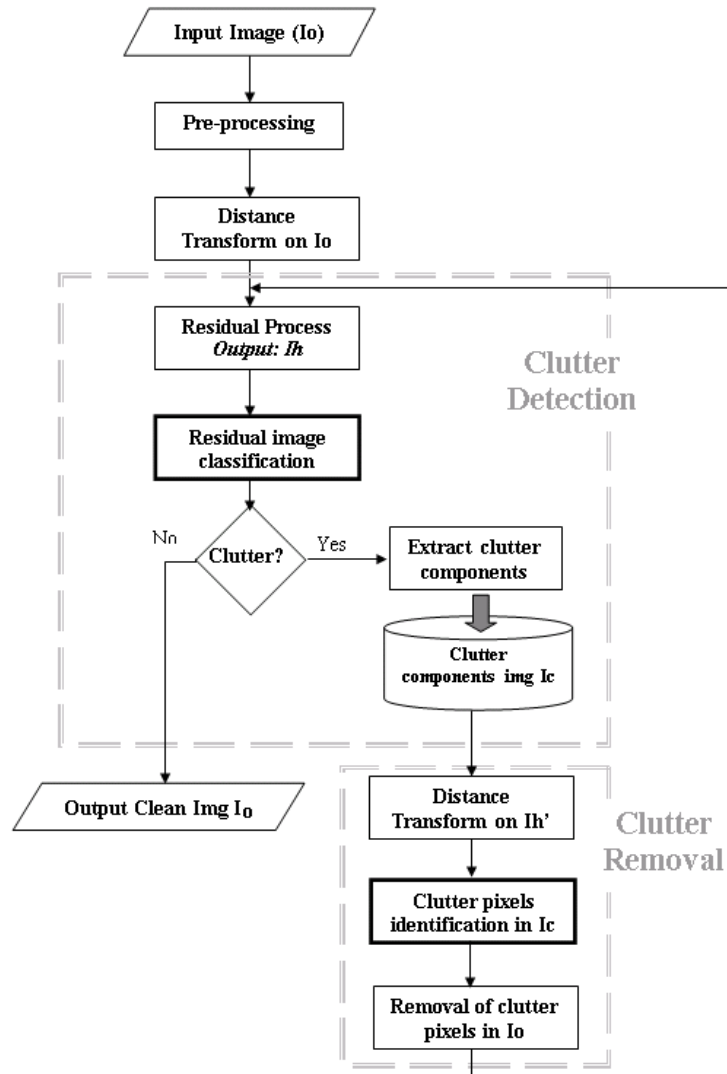 Input Image (Io)
Pre-processing
Distance
Transform on Io
Residual Process
Output: Ih
Clutter
Detection
Residual image
classification
No
Clutter?
Yes
Extract clutter
components
Clutter
components img Ic
Output Clean Img Io
Distance
Transform on Ih’
Clutter
Removal
Clutter pixels
identification in Ic
Removal of clutter
pixels in Io